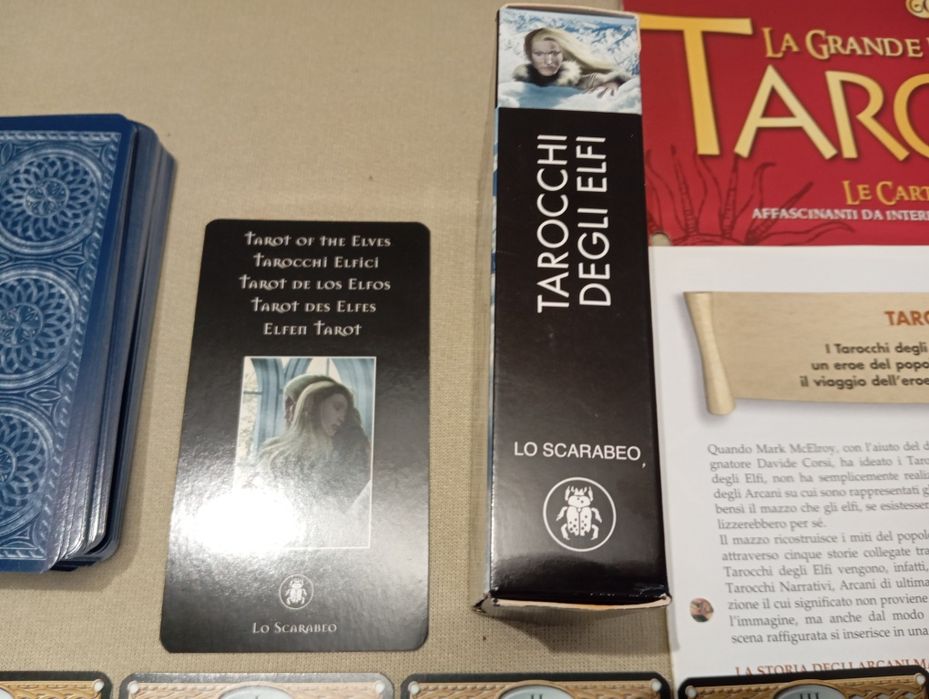 TAROT OF THE ELVES
TAROCCHI ELFICI
TAROT DE LOS ELFOS
TAROT DES ELFES
ELFEN TAROT
LO SCARABEO
TAROCCHI
DEGLI ELFI
LO SCARABEO
LA GRANDE
TARO
LE CART
AFFASCINANTI DA INTER
TARO
I Tarocchi degli
un eroe del popo
il viaggio dell'eroe
Quando Mark McElroy, con l'aiuto del d
gnatore Davide Corsi, ha ideato i Taro
degli Elfi, non ha semplicemente realiz
degli Arcani su cui sono rappresentati g
bensì il mazzo che gli elfi, se esistesser
lizzerebbero per sé.
Il mazzo ricostruisce i miti del popol
attraverso cinque storie collegate tra
Tarocchi degli Elfi vengono, infatti,
Tarocchi Narrativi, Arcani di ultima
zione il cui significato non proviene
l'immagine, ma anche dal modo
scena raffigurata si inserisce in una
LA STORIA DEGLI ARCANI MA
I
II
III